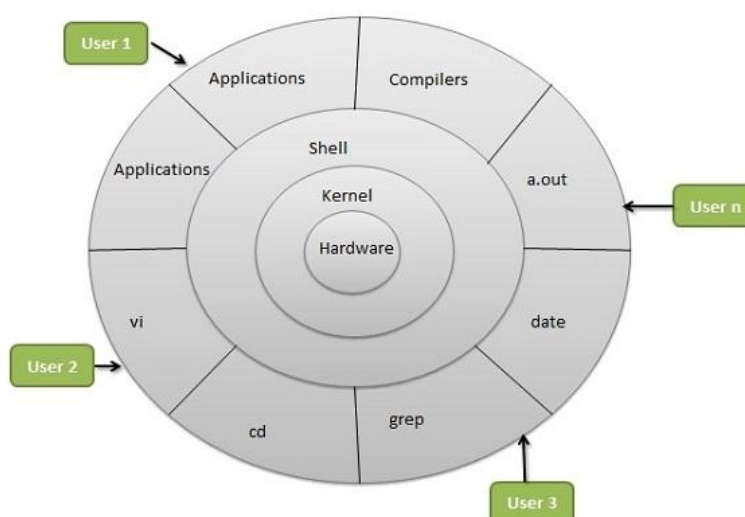 User 1
Applications
Compilers
Shell
Applications
a.out
Kernel
User n
Hardware
vi
date
User 2
cd
grep
User 3